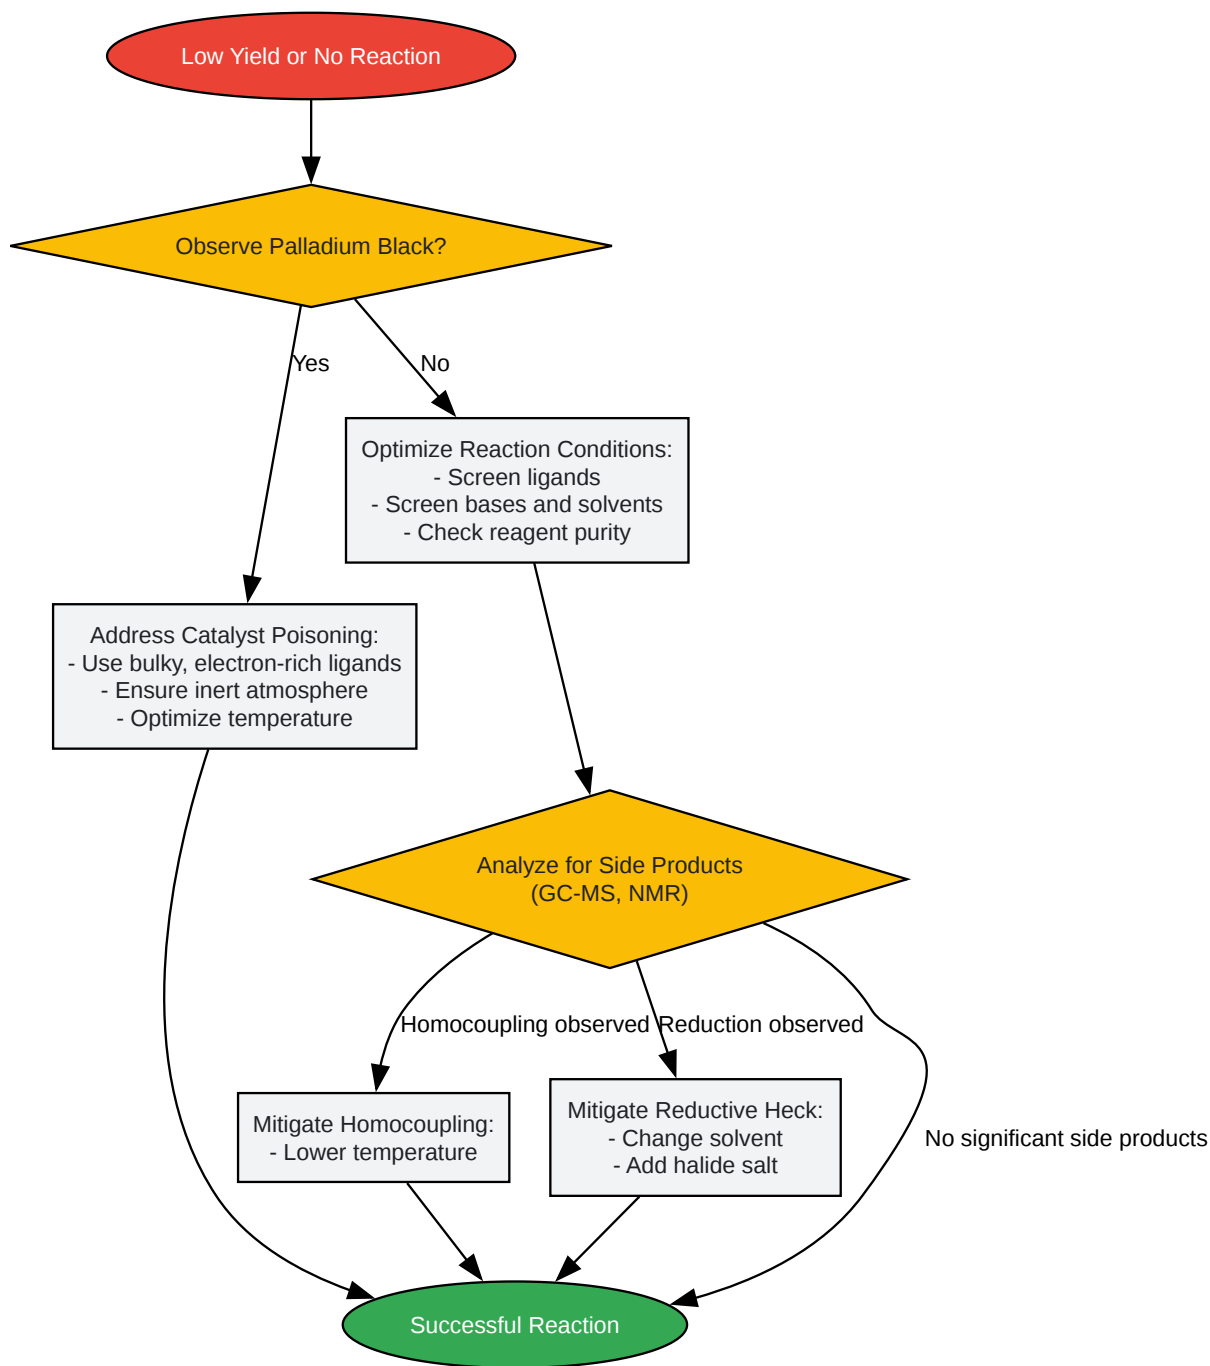 Low Yield or No Reaction
Observe Palladium Black?
Yes
No
Optimize Reaction Conditions:
- Screen ligands
- Screen bases and solvents
- Check reagent purity
Address Catalyst Poisoning:
- Use bulky, electron-rich ligands
- Ensure inert atmosphere
- Optimize temperature
Analyze for Side Products
(GC-MS, NMR)
Homocoupling observed
Reduction observed
No significant side products
Mitigate Homocoupling:
- Lower temperature
Mitigate Reductive Heck:
- Change solvent
- Add halide salt
Successful Reaction